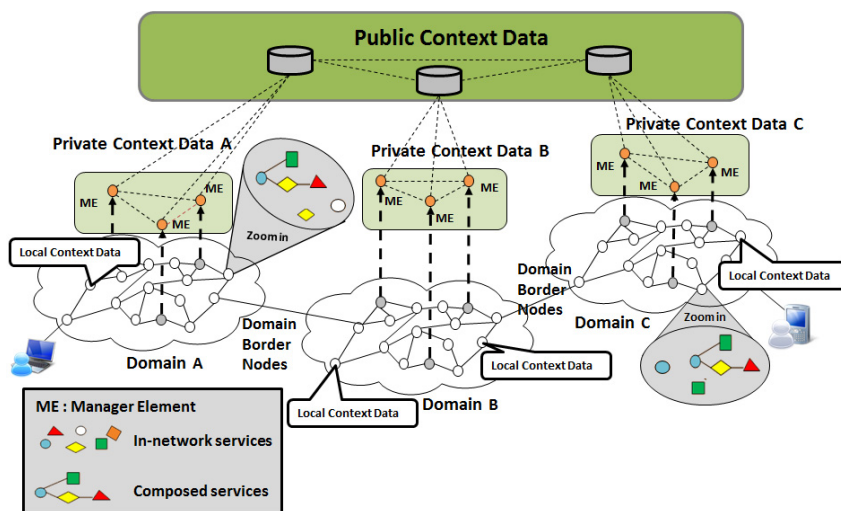 Public Context Data
Private Context Data A
Private Context Data B
Private Context Data C
ME
ME
ME
ME
ME
ME
ME
ME
ME
Zoom in
Local Context Data
Local Context Data
Domain
Border
Nodes
Domain C
Zoom in
Domain A
Domain
Border
Nodes
Local Context Data
Local Context Data
Domain B
ME : Manager Element
In-network services
Composed services